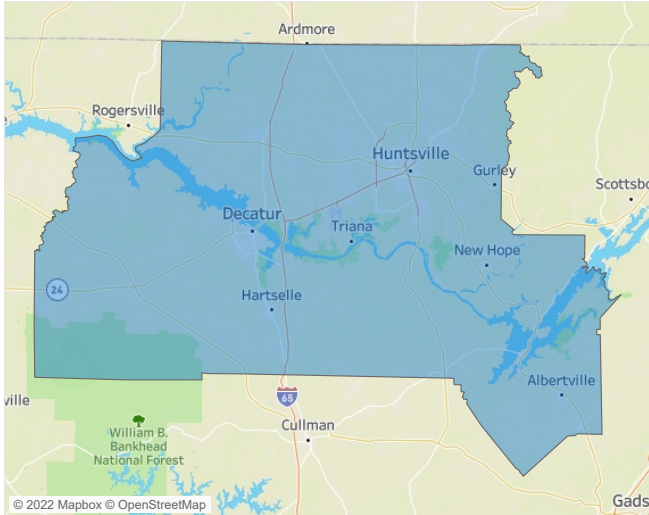 Ardmore
Rogersville
Huntsville
Gurley
Scottsbo
Decatur
Triana
New Hope
24
Hartselle
Albertville
65
ville
Cullman
William B.
Bankhead
National Forest
Gads
© 2022 Mapbox © OpenStreetMap